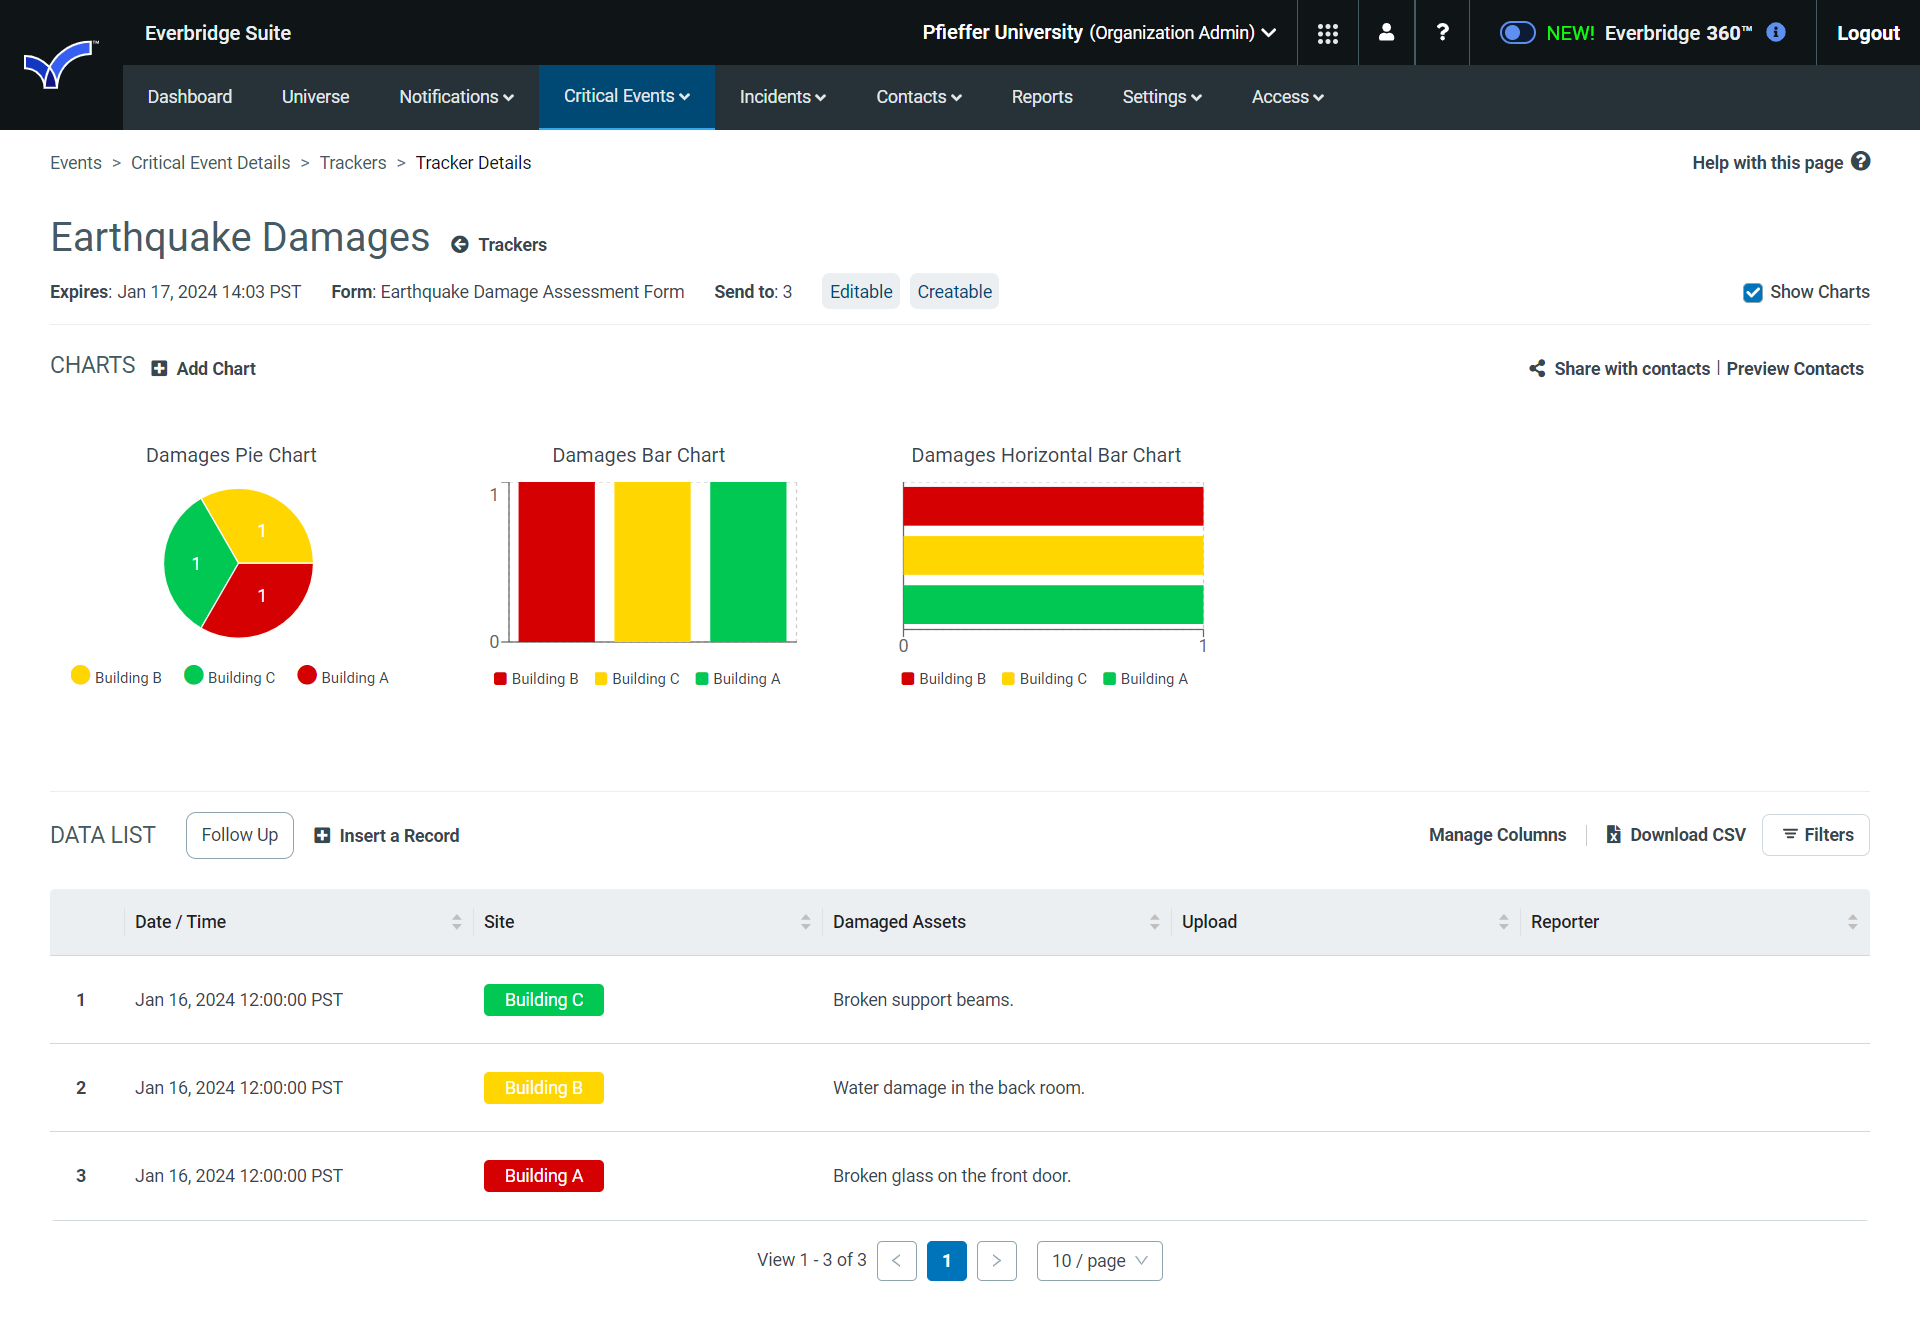 Everbridge Suite
Pfieffer University (Organization Admin)
?
NEW! Everbridge 360™
Logout
™
Dashboard
Universe
Notifications
Critical Events
Incidents
Contacts
Reports
Settings
Access
Events > Critical Event Details > Trackers > Tracker Details
Help with this page ?
Earthquake Damages
Trackers
Expires: Jan 17, 2024 14:03 PST
Form: Earthquake Damage Assessment Form
Send to: 3
Editable
Creatable
Show Charts
CHARTS
Add Chart
Share with contacts | Preview Contacts
Damages Pie Chart
1
1
1
Building B
Building C
Building A
Damages Bar Chart
1
0
Building B
Building C
Building A
Damages Horizontal Bar Chart
0
1
Building B
Building C
Building A
DATA LIST
Follow Up
Insert a Record
Manage Columns
Download CSV
Filters
Date / Time
Site
Damaged Assets
Upload
Reporter
1 Jan 16, 2024 12:00:00 PST Building C Broken support beams.
2 Jan 16, 2024 12:00:00 PST Building B Water damage in the back room.
3 Jan 16, 2024 12:00:00 PST Building A Broken glass on the front door.
View 1 - 3 of 3 < 1 > 10 / page